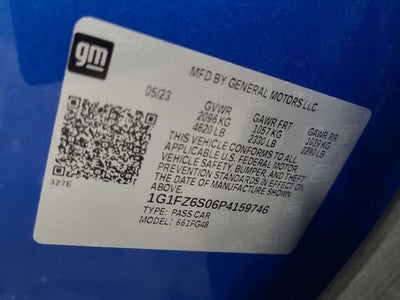 gm
MFD BY GENERAL MOTORS LLC
05/23
GVWR GAWR FRT GAWR RR
2096 KG 1057 KG 1039 KG
4620 LB 2330 LB 2290 LB
THIS VEHICLE CONFORMS TO ALL
APPLICABLE U.S. FEDERAL MOTOR
VEHICLE SAFETY, BUMPER, AND THEFT
PREVENTION STANDARDS IN EFFECT ON
THE DATE OF MANUFACTURE SHOWN
ABOVE.
1G1FZ6S06P4159746
TYPE: PASS CAR
MODEL: 661FG48
327E